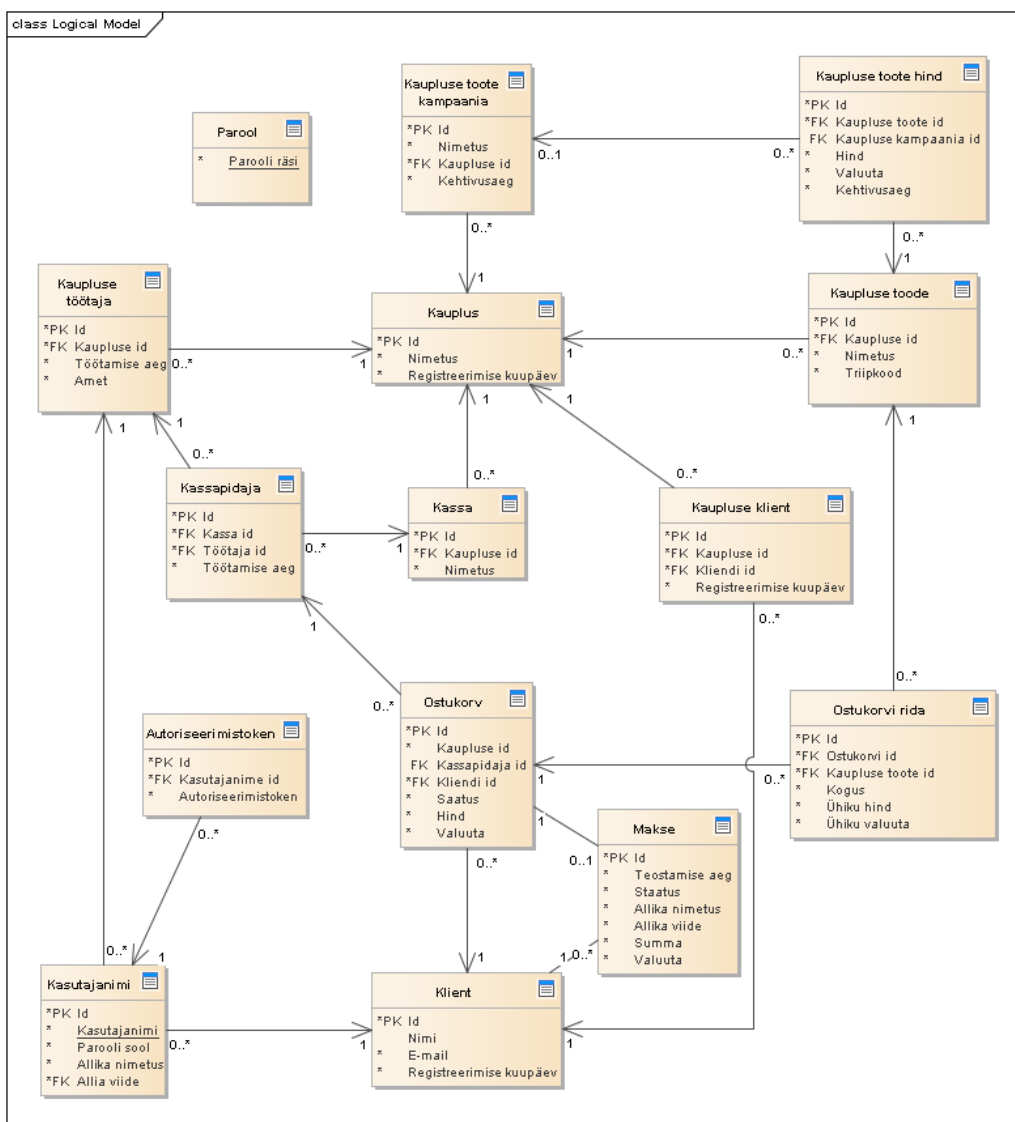 class Logical Model
Parool
* Parooli räsi
Kaupluse toote
kampaania
*PK Id
* Nimetus
*FK Kaupluse id
* Kehtivusaeg
Kaupluse toote hind
*PK Id
*FK Kaupluse toote id
FK Kaupluse kampaania id
* Hind
* Valuuta
* Kehtivusaeg
0..1
0..*
0..*
1
0..*
1
Kaupluse
töötaja
*PK Id
*FK Kaupluse id
* Töötamise aeg
* Amet
0..*
1
Kauplus
*PK Id
* Nimetus
* Registreerimise kuupäev
1
0..*
Kaupluse toode
*PK Id
*FK Kaupluse id
* Nimetus
* Triipkood
1
1
0..*
1
0..*
1
0..*
1
Kassapidaja
*PK Id
*FK Kassa id
*FK Töötaja id
* Töötamise aeg
0..*
1
Kassa
*PK Id
*FK Kaupluse id
* Nimetus
Kaupluse klient
*PK Id
*FK Kaupluse id
*FK Kliendi id
* Registreerimise kuupäev
1
0..*
0..*
0..*
Autoriseerimistoken
*PK Id
*FK Kasutajanime id
* Autoriseerimistoken
0..*
1
Ostukorv
*PK Id
* Kaupluse id
FK Kassapidaja id
*FK Kliendi id
* Saatus
* Hind
* Valuuta
1
0..*
Ostukorvi rida
*PK Id
*FK Ostukorvi id
*FK Kaupluse toote id
* Kogus
* Ühiku hind
* Ühiku valuuta
1
0..1
0..*
1
Makse
*PK Id
* Teostamise aeg
* Staatus
* Allika nimetus
* Allika viide
* Summa
* Valuuta
0..*
1
0..*
Kasutajanimi
*PK Id
* Kasutajanimi
* Parooli sool
* Allika nimetus
*FK Allia viide
0..*
1
Klient
*PK Id
Nimi
* E-mail
* Registreerimise kuupäev
1